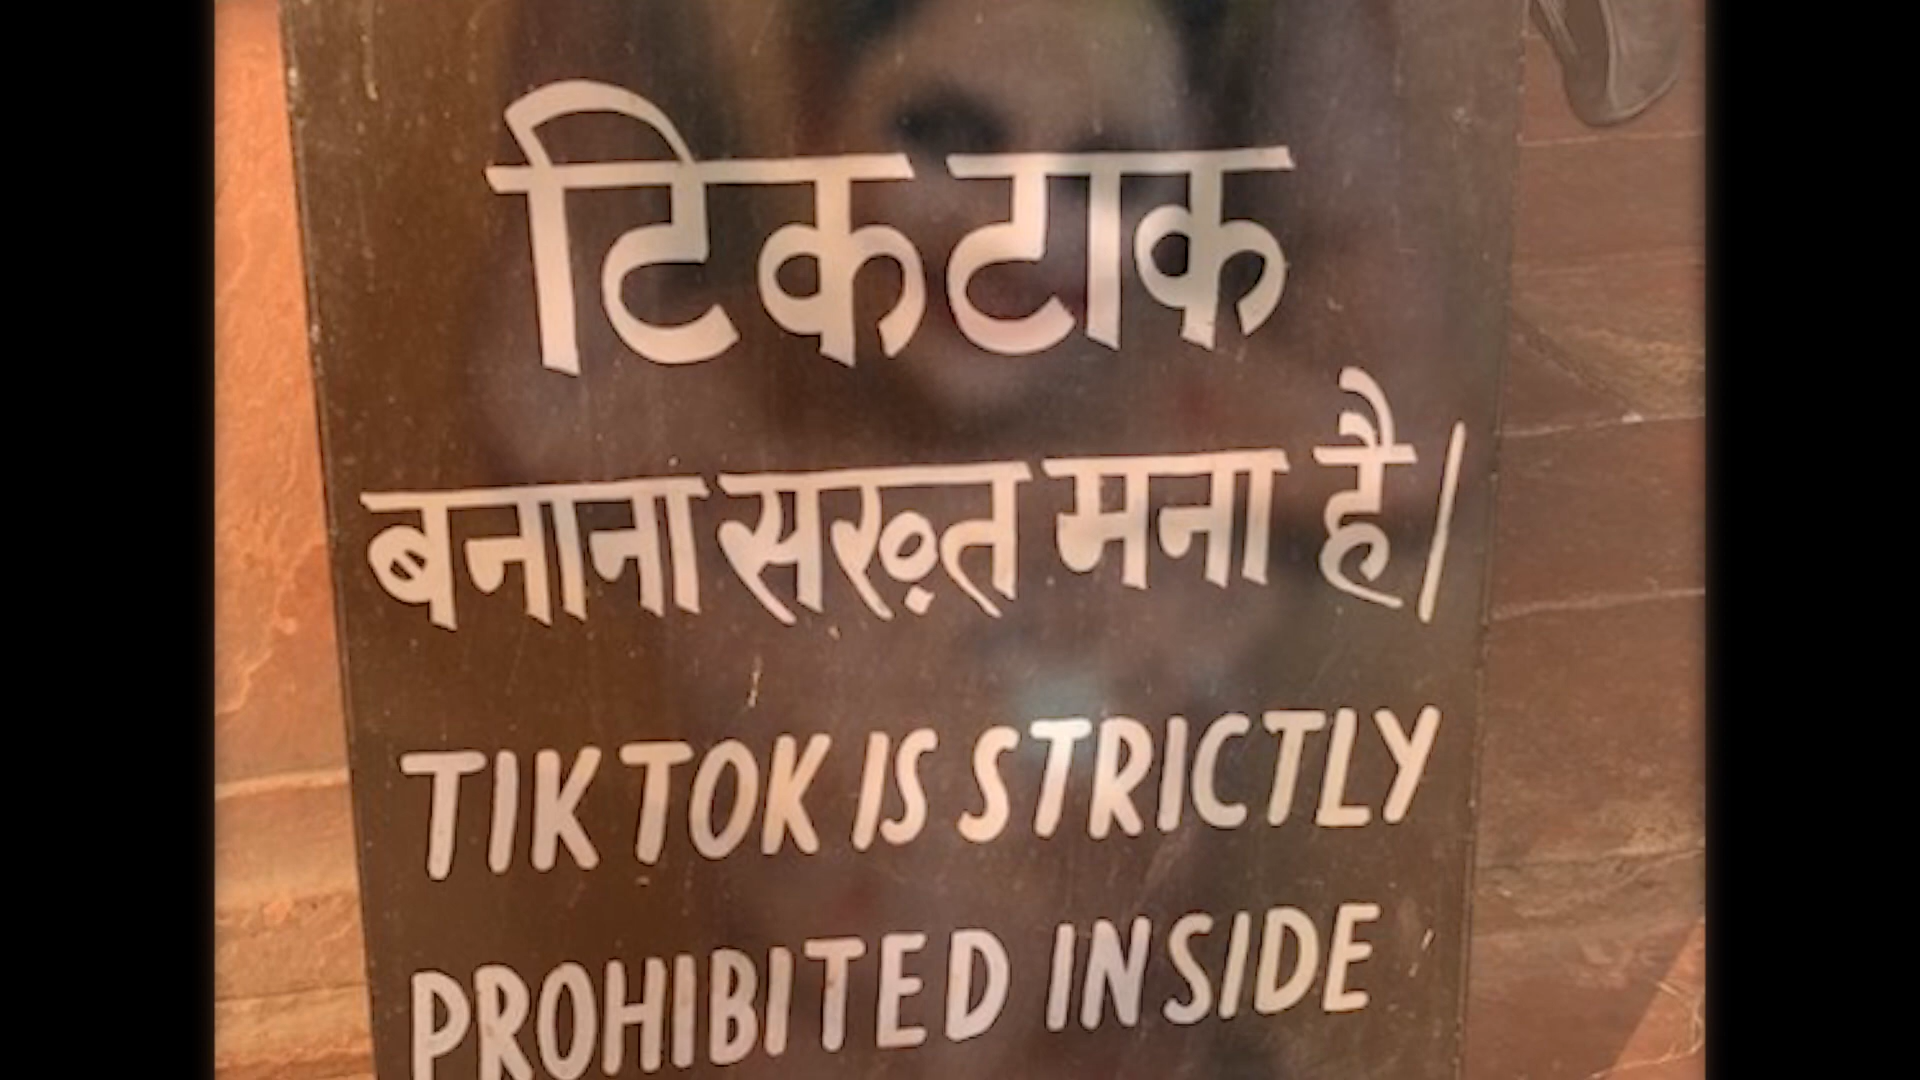 टिकटाक
बनाना सख़्त मना है।
TIK TOK IS STRICTLY
PROHIBITED INSIDE